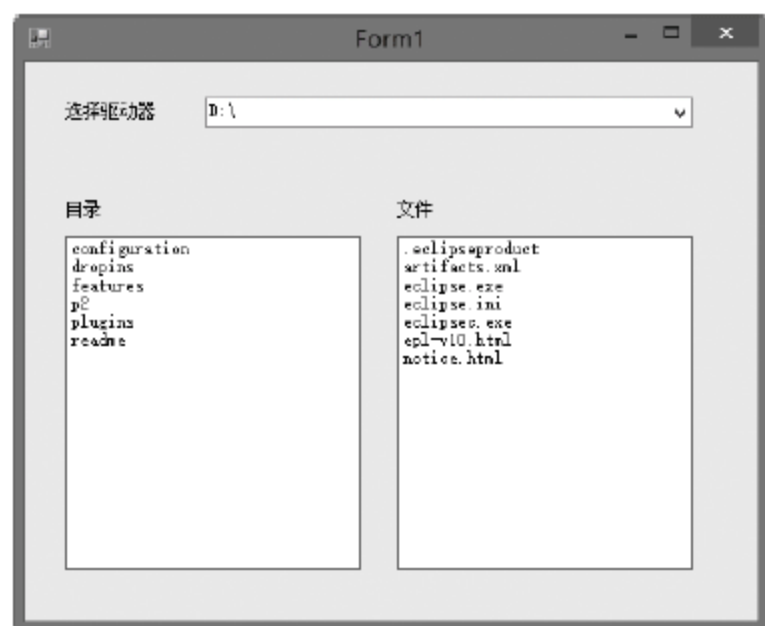 Form1
选择驱动器
D:\
目录
configuration
dropins
features
p2
plugins
readme
文件
.eclipseproduct
artifacts.xml
eclipse.exe
eclipse.ini
eclipsec.exe
epl-v10.html
notice.html